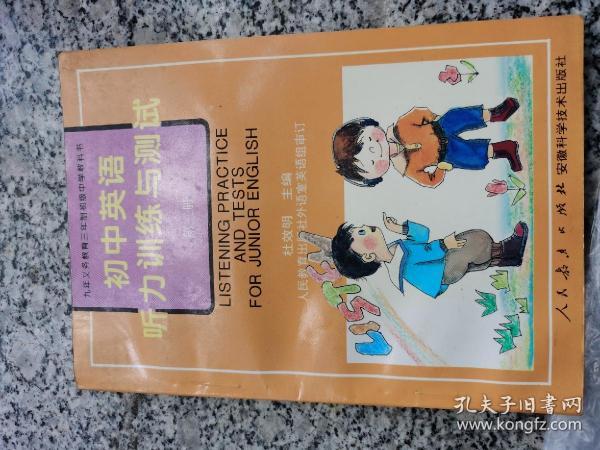 九年义务教育三年制初级中学教科书
初中英语
听力训练与测试
LISTENING PRACTICE
AND TESTS
FOR JUNIOR ENGLISH
杜效明 主编
人民教育出版社外语室英语组审订
LISTEN
人民教育出版社 安徽科学技术出版社
孔夫子旧书网
www.kongfz.com